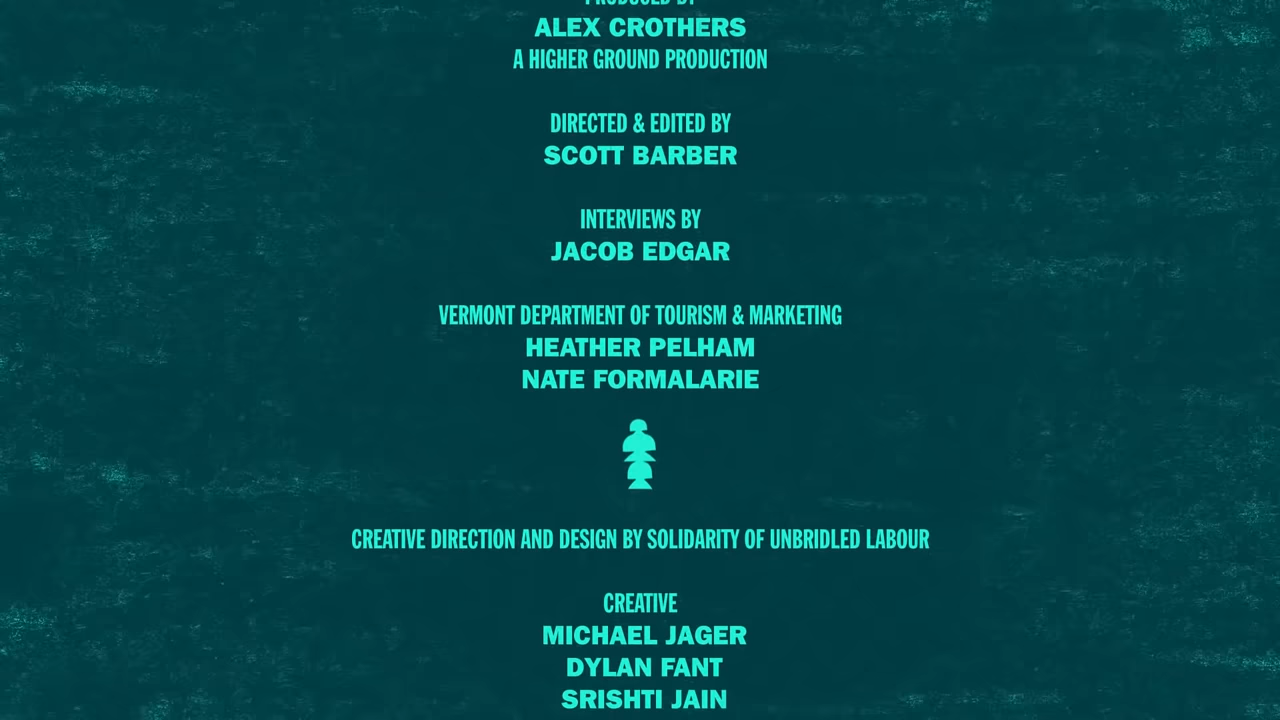 PRODUCED BY
ALEX CROTHERS
A HIGHER GROUND PRODUCTION
DIRECTED & EDITED BY
SCOTT BARBER
INTERVIEWS BY
JACOB EDGAR
VERMONT DEPARTMENT OF TOURISM & MARKETING
HEATHER PELHAM
NATE FORMALARIE
CREATIVE DIRECTION AND DESIGN BY SOLIDARITY OF UNBRIDLED LABOUR
CREATIVE
MICHAEL JAGER
DYLAN FANT
SRISHTI JAIN